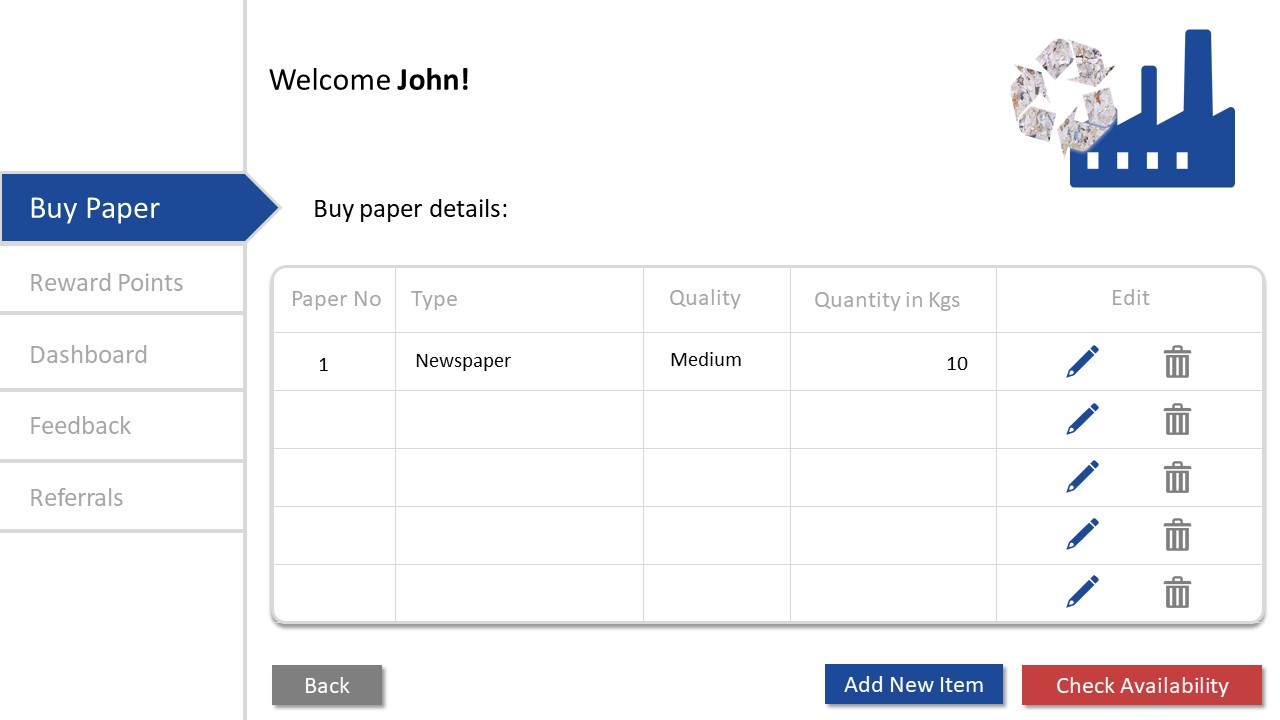 Welcome John!
Buy Paper
Buy paper details:
Reward Points
Dashboard
Feedback
Referrals
Paper No Type Quality Quantity in Kgs Edit
1 Newspaper Medium 10
Back
Add New Item
Check Availability